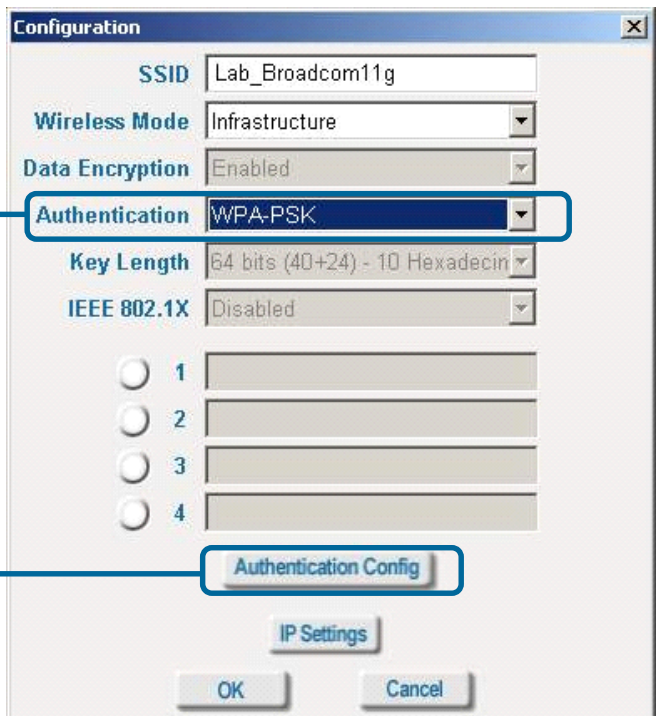 Configuration
SSID Lab_Broadcom11g
Wireless Mode Infrastructure
Data Encryption Enabled
Authentication WPA-PSK
Key Length 64 bits (40+24) - 10 Hexadecin
IEEE 802.1X Disabled
1
2
3
4
Authentication Config
IP Settings
OK Cancel